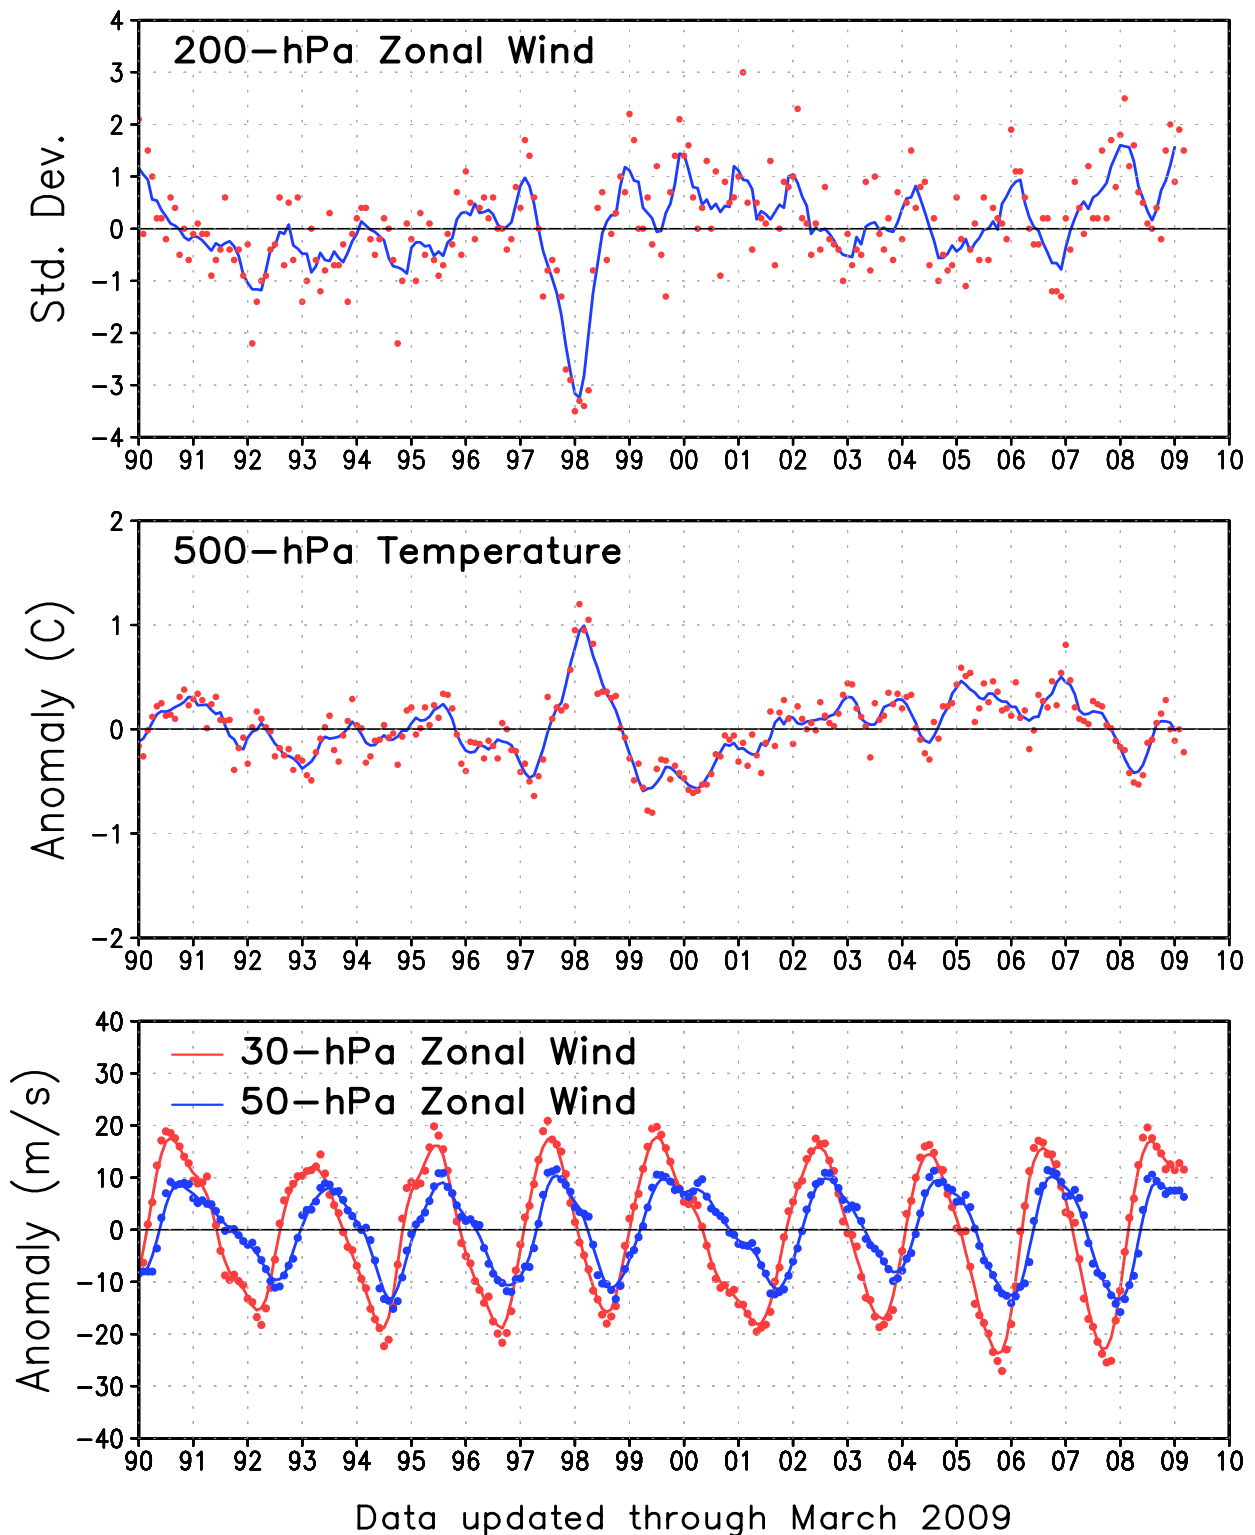 200-hPa Zonal Wind
Std. Dev.
4
3
2
1
0
-1
-2
-3
-4
90 91 92 93 94 95 96 97 98 99 00 01 02 03 04 05 06 07 08 09 10
500-hPa Temperature
Anomaly (C)
2
1
0
-1
-2
90 91 92 93 94 95 96 97 98 99 00 01 02 03 04 05 06 07 08 09 10
30-hPa Zonal Wind
50-hPa Zonal Wind
Anomaly (m/s)
40
30
20
10
0
-10
-20
-30
-40
90 91 92 93 94 95 96 97 98 99 00 01 02 03 04 05 06 07 08 09 10
Data updated through March 2009